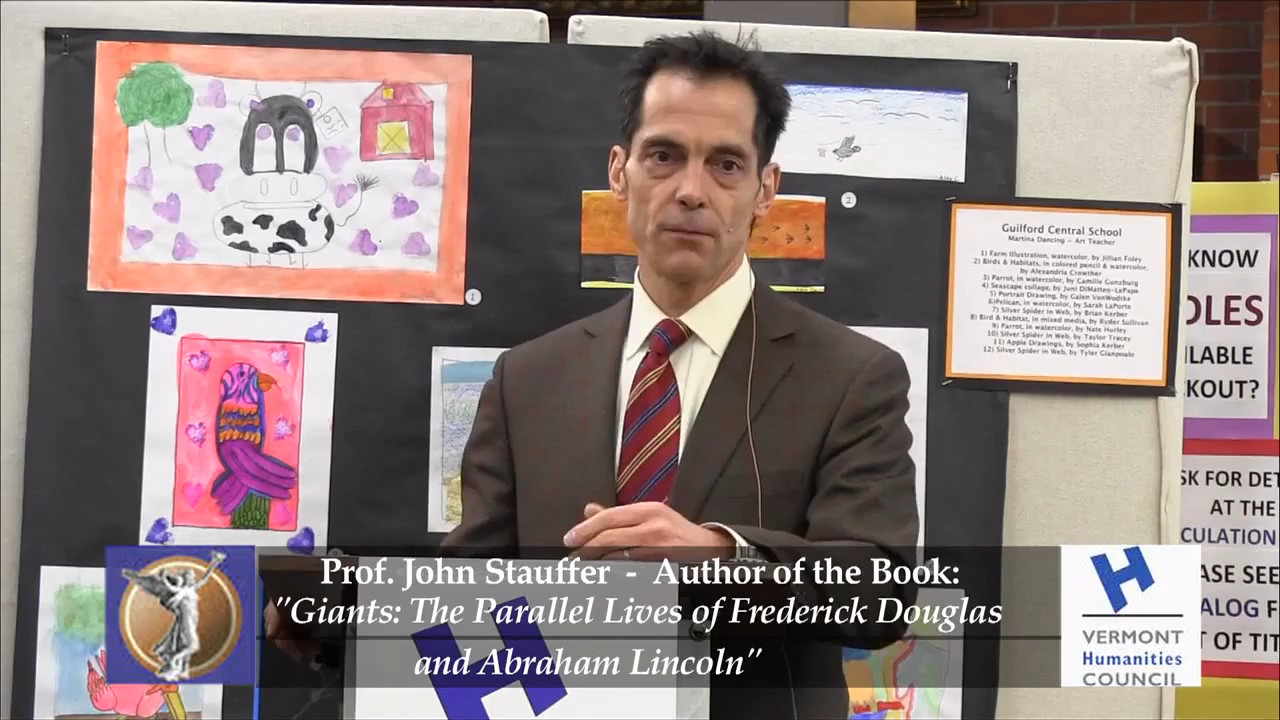 Guilford Central School
Martina Dancing - Art Teacher
1) Farm Illustration, watercolor, by Jillian Foley
2) Birds & Habitats, in colored pencil & watercolor,
by Alexandria Crowther
3) Parrot, in watercolor, by Camille Gunzburg
4) Seascape collage, by Juni DiMatteo-LePape
5) Portrait Drawing, by Galen VonWodtke
6)Pelican, in watercolor, by Sarah LaPorte
7) Silver Spider in Web, by Brian Kerber
8) Bird & Habitat, in mixed media, by Ryder Sullivan
9) Parrot, in watercolor, by Nate Hurley
10) Silver Spider in Web, by Taylor Tracey
11) Apple Drawings, by Sophia Kerber
12) Silver Spider in Web, by Tyler Gianpoalo
1
2
KNOW
OLES
ILABLE
CKOUT?
SK FOR DET
AT THE
CULATION
ASE SEE
ALOG F
T OF TIT
Prof. John Stauffer - Author of the Book:
"Giants: The Parallel Lives of Frederick Douglas
and Abraham Lincoln"
H
VERMONT
Humanities
COUNCIL